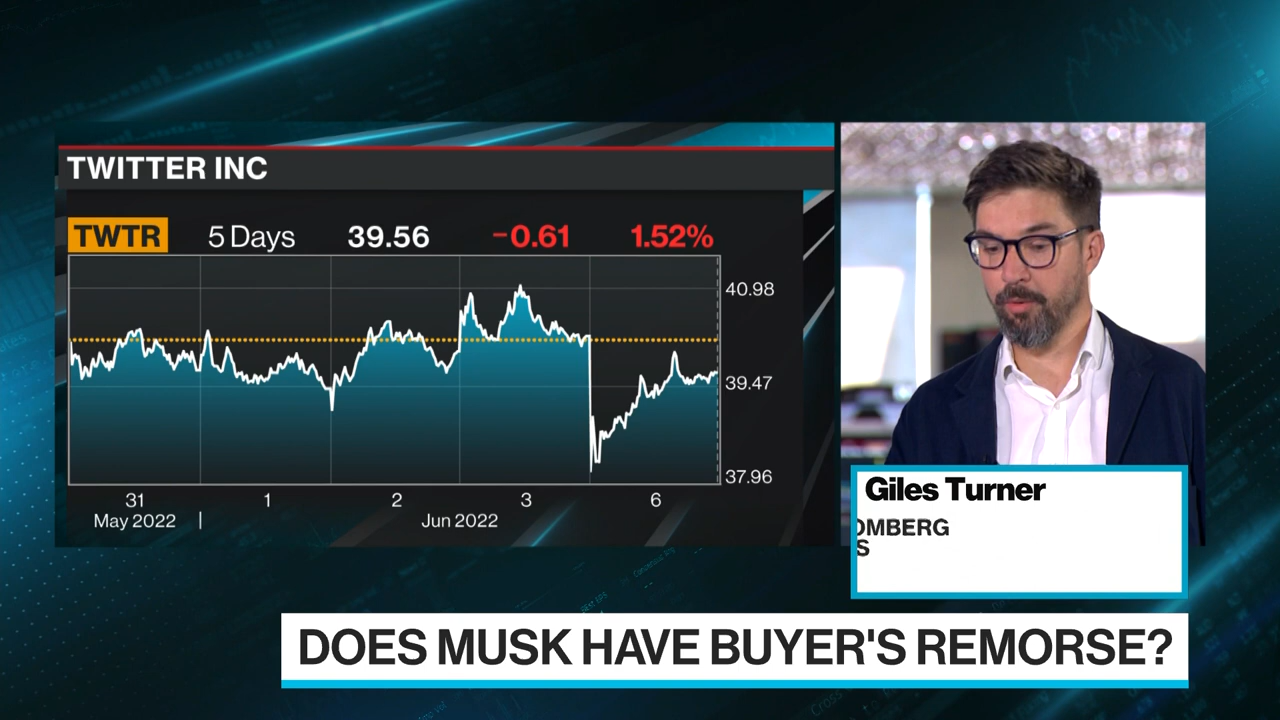 TWITTER INC
TWTR 5 Days 39.56 −0.61 1.52%
40.98
39.47
37.96
31 1 2 3 6
May 2022 | Jun 2022
Giles Turner
OMBERG
S
DOES MUSK HAVE BUYER'S REMORSE?